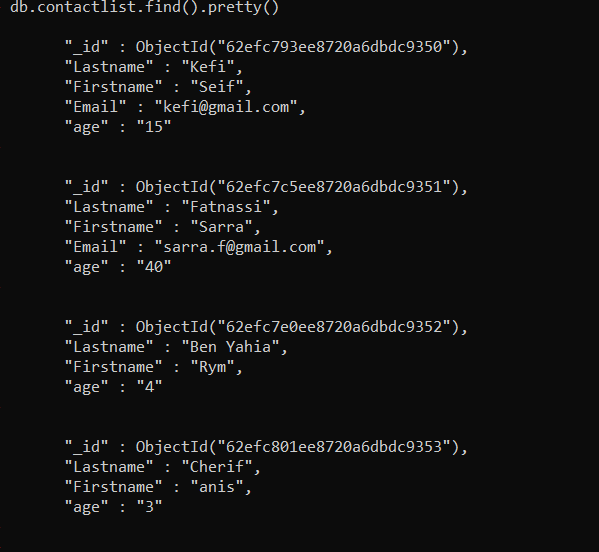 db.contactlist.find().pretty()
"_id" : ObjectId("62efc793ee8720a6dbdc9350"),
"Lastname" : "Kefi",
"Firstname" : "Seif",
"Email" : "kefi@gmail.com",
"age" : "15"
"_id" : ObjectId("62efc7c5ee8720a6dbdc9351"),
"Lastname" : "Fatnassi",
"Firstname" : "Sarra",
"Email" : "sarra.f@gmail.com",
"age" : "40"
"_id" : ObjectId("62efc7e0ee8720a6dbdc9352"),
"Lastname" : "Ben Yahia",
"Firstname" : "Rym",
"age" : "4"
"_id" : ObjectId("62efc801ee8720a6dbdc9353"),
"Lastname" : "Cherif",
"Firstname" : "anis",
"age" : "3"